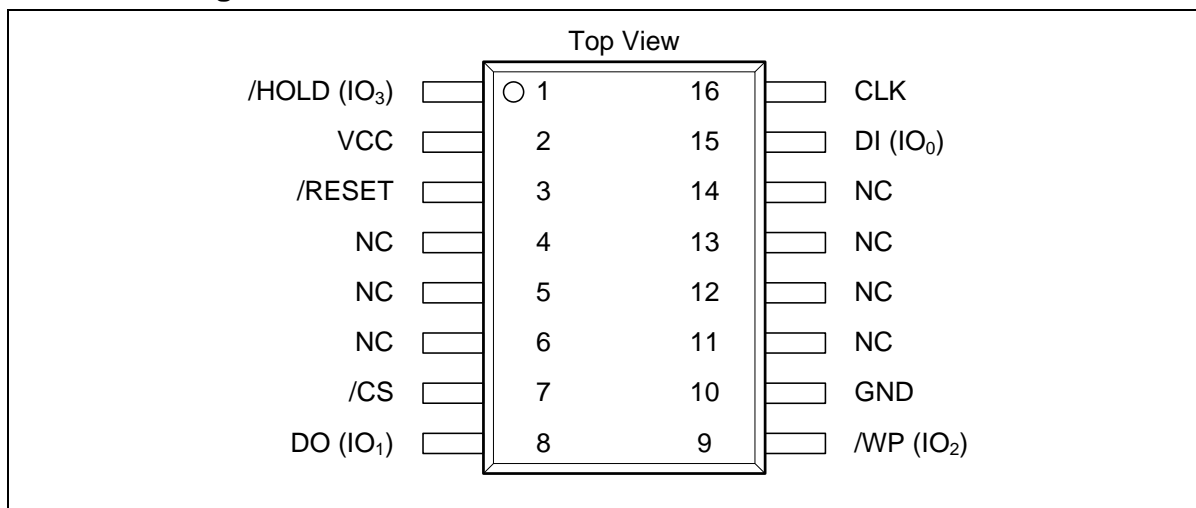 g
Top View
/HOLD (IO₃) 1 16 CLK
VCC 2 15 DI (IO₀)
/RESET 3 14 NC
NC 4 13 NC
NC 5 12 NC
NC 6 11 NC
/CS 7 10 GND
DO (IO₁) 8 9 /WP (IO₂)